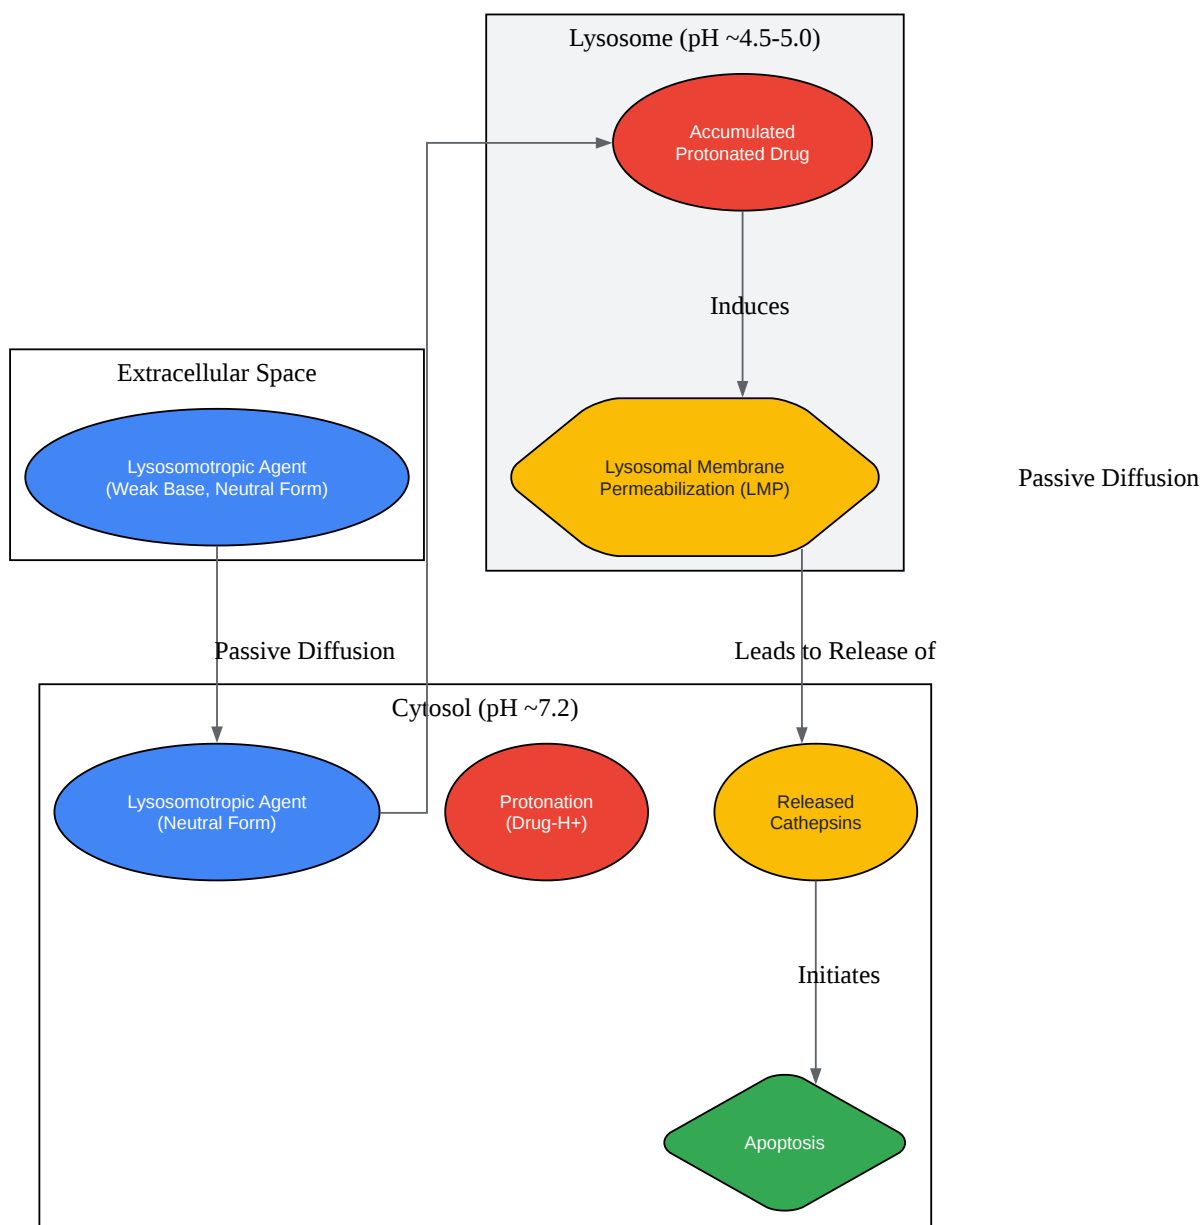 Lysosome (pH ~4.5-5.0)
Accumulated
Protonated Drug
Induces
Extracellular Space
Lysosomotropic Agent
(Weak Base, Neutral Form)
Lysosomal Membrane
Permeabilization (LMP)
Passive Diffusion
Passive Diffusion
Leads to Release of
Cytosol (pH ~7.2)
Lysosomotropic Agent
(Neutral Form)
Protonation
(Drug-H+)
Released
Cathepsins
Initiates
Apoptosis